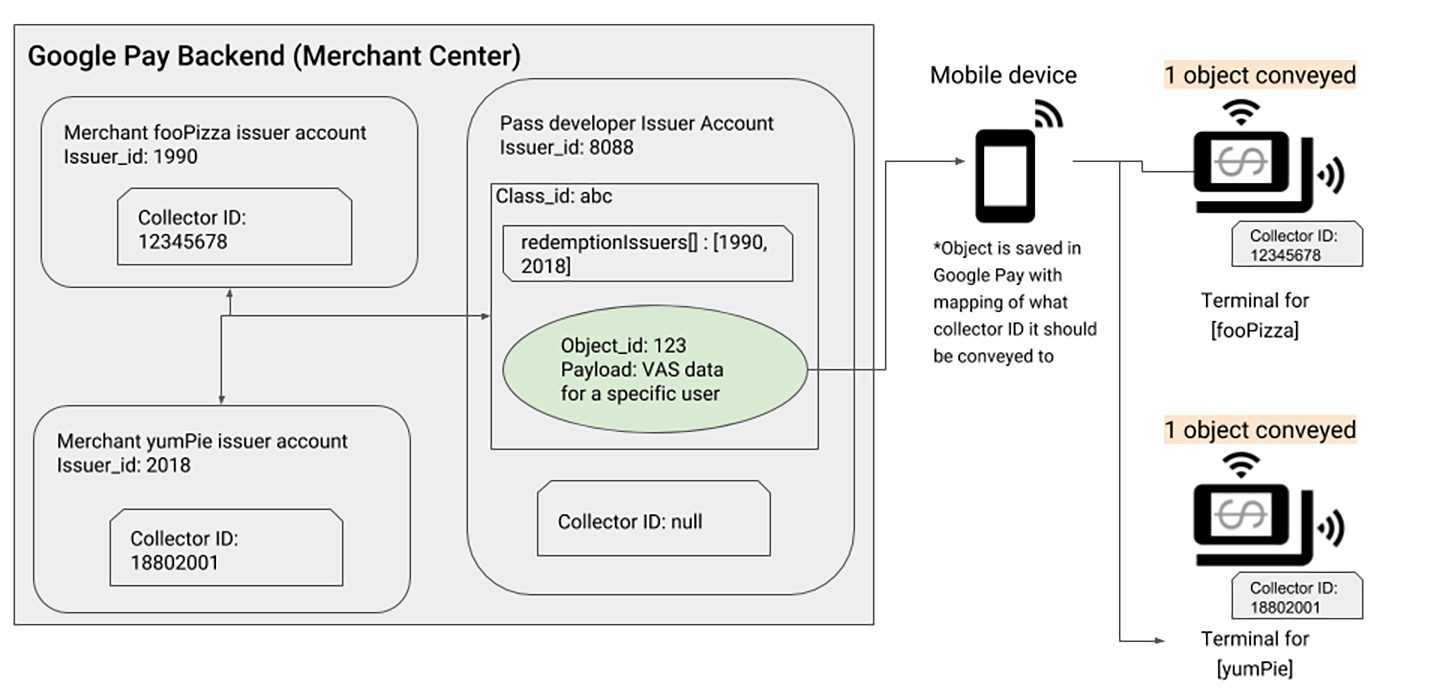 Google Pay Backend (Merchant Center)
Merchant fooPizza issuer account
Issuer_id: 1990
Collector ID:
12345678
Merchant yumPie issuer account
Issuer_id: 2018
Collector ID:
18802001
Pass developer Issuer Account
Issuer_id: 8088
Class_id: abc
redemptionIssuers[] : [1990,
2018]
Object_id: 123
Payload: VAS data
for a specific user
Collector ID: null
Mobile device
*Object is saved in
Google Pay with
mapping of what
collector ID it should
be conveyed to
1 object conveyed
Collector ID:
12345678
Terminal for
[fooPizza]
1 object conveyed
Collector ID:
18802001
Terminal for
[yumPie]